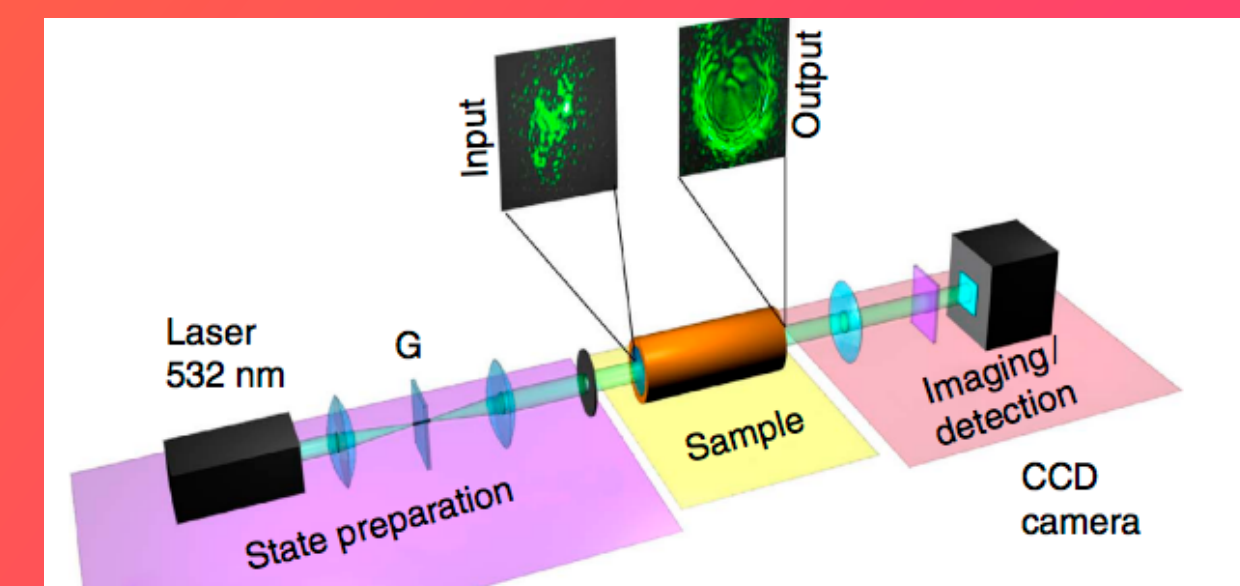 Input
Output
Laser
532 nm
G
State preparation
Sample
Imaging/
detection
CCD
camera